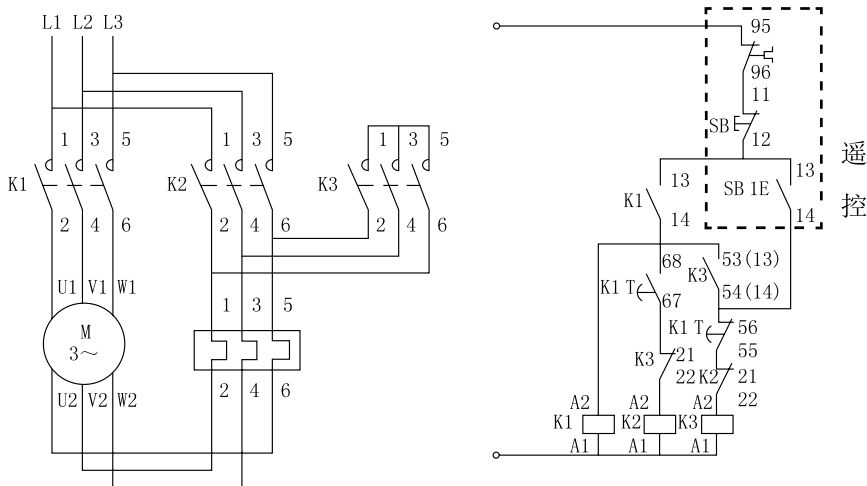 L1 L2 L3
95
96
11
SB
12
1 3 5
1 3 5
1 3 5
K1
K2
K3
2 4 6
2 4 6
2 4 6
13
K1
14
SB 1E
13
14
遥
控
68
K1 T
67
53(13)
K3
54(14)
U1 V1 W1
1 3 5
M
3～
K1 T
56
55
K3
21
22
K2
21
22
2 4 6
U2 V2 W2
A2 A2 A2
K1 K2 K3
A1 A1 A1